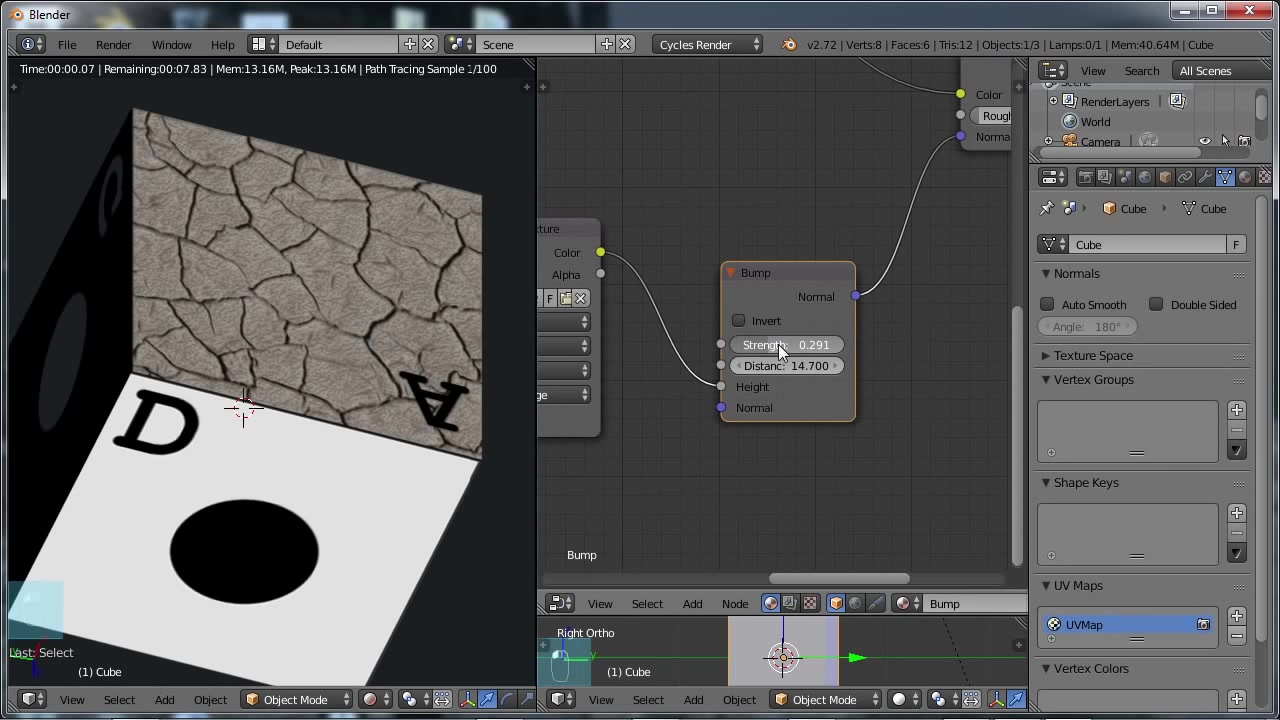 Blender
File Render Window Help Default Scene Cycles Render v2.72 | Verts:8 | Faces:6 | Tris:12 | Objects:1/3 | Lamps:0/1 | Mem:40.64M | Cube
Time:00:00.07 | Remaining:00:07.83 | Mem:13.16M, Peak:13.16M | Path Tracing Sample 1/100
View Search All Scenes
Scene
RenderLayers
World
Camera
Color
Rough
Norma
Cube Cube
Cube F
Normals
Auto Smooth Double Sided
Angle: 180°
Texture Space
Vertex Groups
Shape Keys
UV Maps
UVMap
Vertex Colors
xture
Color
Alpha
F
ge
Bump
Normal
Invert
Strength: 0.291
Distanc: 14.700
Height
Normal
Bump
View Select Add Node Bump
A
D
Last: Select
(1) Cube
Right Ortho
y
(1) Cube
View Select Add Object Object Mode
View Select Add Object Object Mode